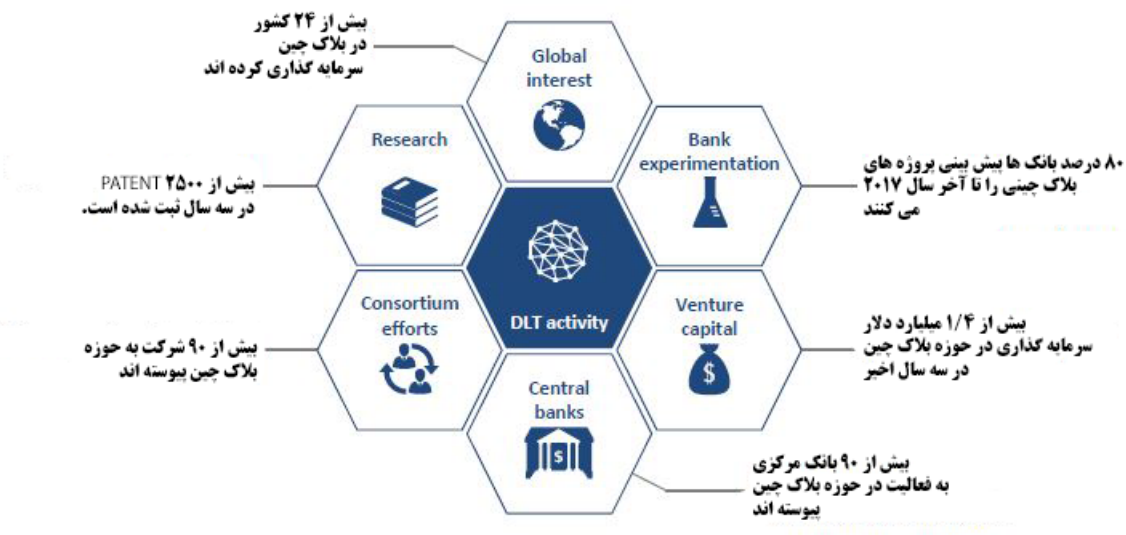 بیش از ۲۴ کشور
در بلاک چین
سرمایه گذاری کرده اند
Global
interest
Research
بیش از ۲۵۰۰ PATENT
در سه سال ثبت شده است.
Bank
experimentation
۸۰ درصد بانک ها پیش بینی پروژه های
بلاک چینی را تا آخر سال ۲۰۱۷
می کنند
DLT activity
Consortium
efforts
بیش از ۹۰ شرکت به حوزه
بلاک چین پیوسته اند
Venture
capital
$
بیش از ۱/۴ میلیارد دلار
سرمایه گذاری در حوزه بلاک چین
در سه سال اخیر
Central
banks
$
بیش از ۹۰ بانک مرکزی
به فعالیت در حوزه بلاک چین
پیوسته اند